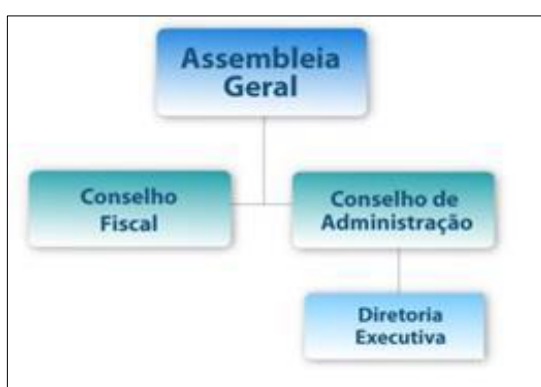 Assembleia
Geral
Conselho
Fiscal
Conselho de
Administração
Diretoria
Executiva